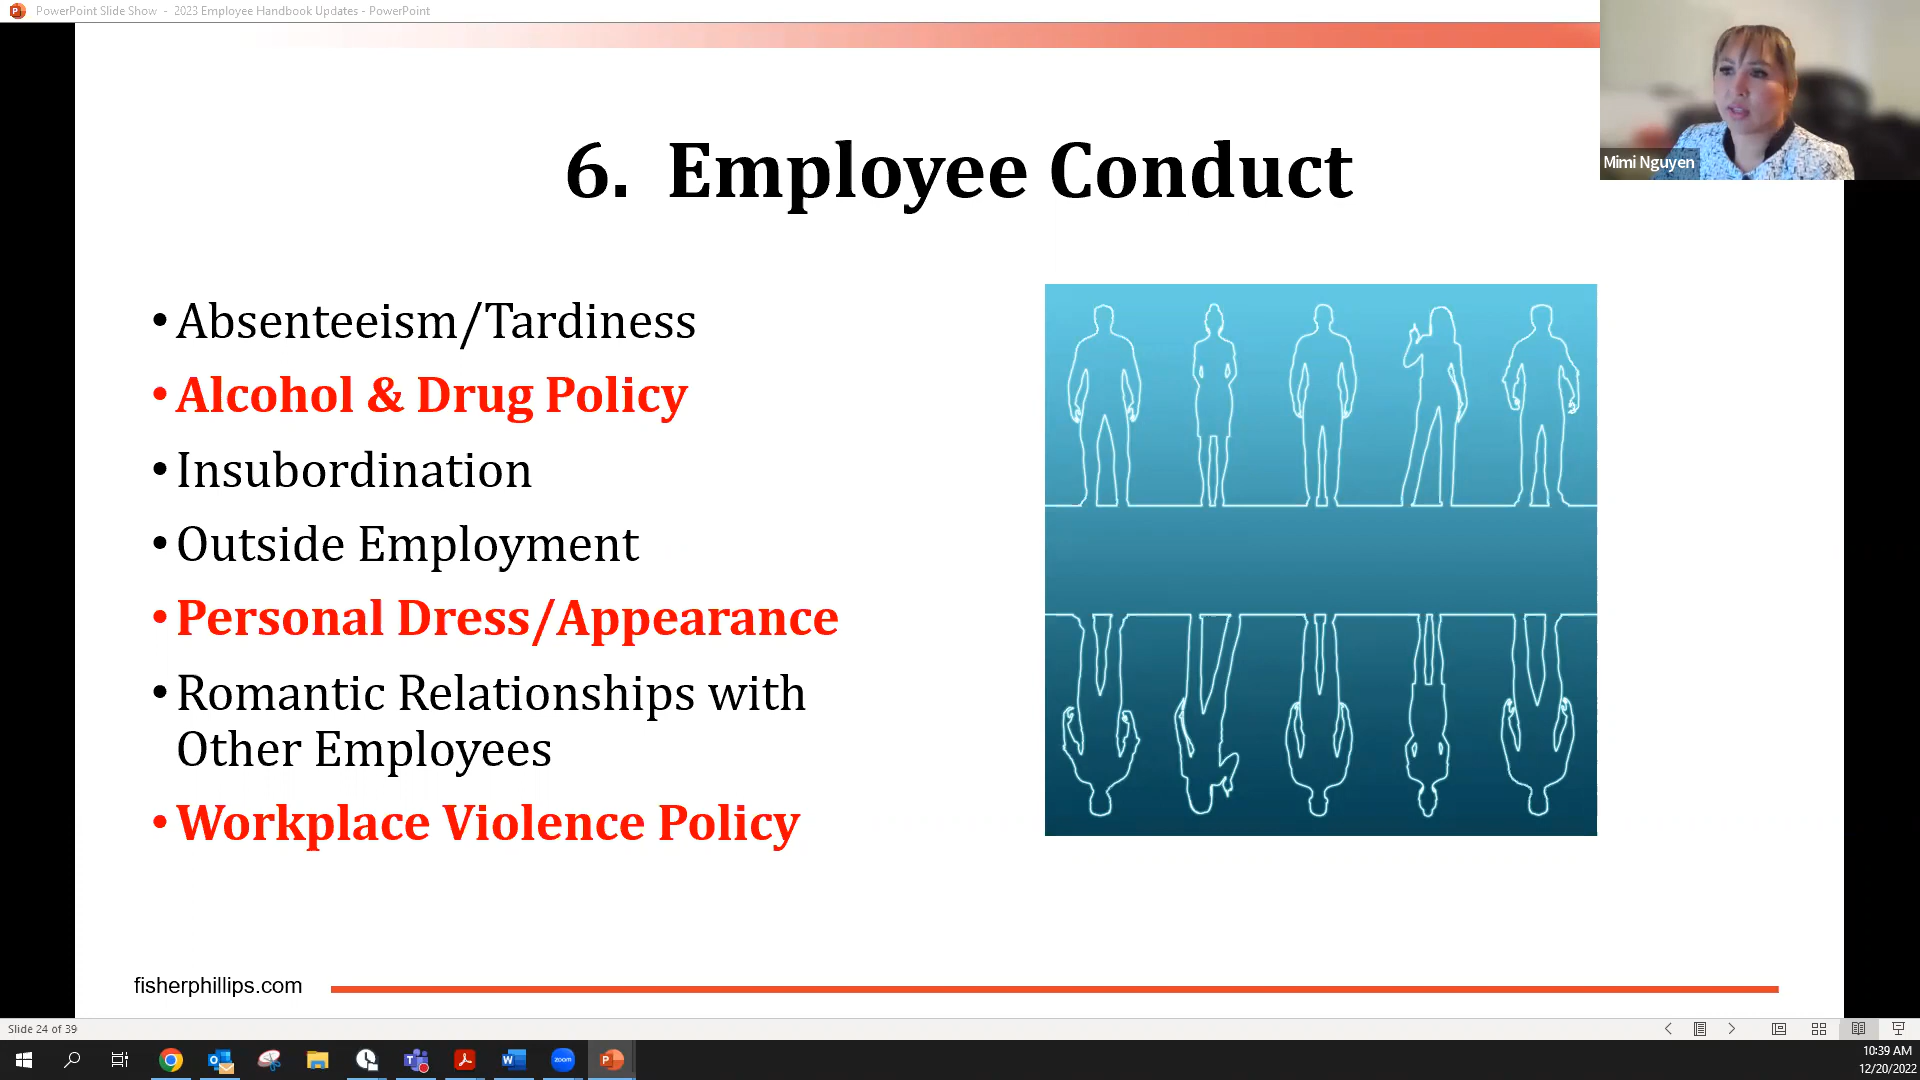 PowerPoint Slide Show - 2023 Employee Handbook Updates - PowerPoint
Mimi Nguyen
6. Employee Conduct
• Absenteeism/Tardiness
• Alcohol & Drug Policy
• Insubordination
• Outside Employment
• Personal Dress/Appearance
• Romantic Relationships with
Other Employees
• Workplace Violence Policy
fisherphillips.com
Slide 24 of 39
zoom
10:39 AM
12/20/2022